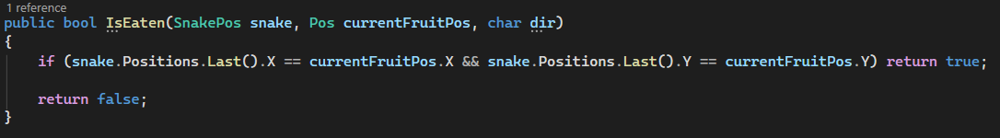 1 reference
public bool IsEaten(SnakePos snake, Pos currentFruitPos, char dir)
{
if (snake.Positions.Last().X == currentFruitPos.X && snake.Positions.Last().Y == currentFruitPos.Y) return true;
return false;
}